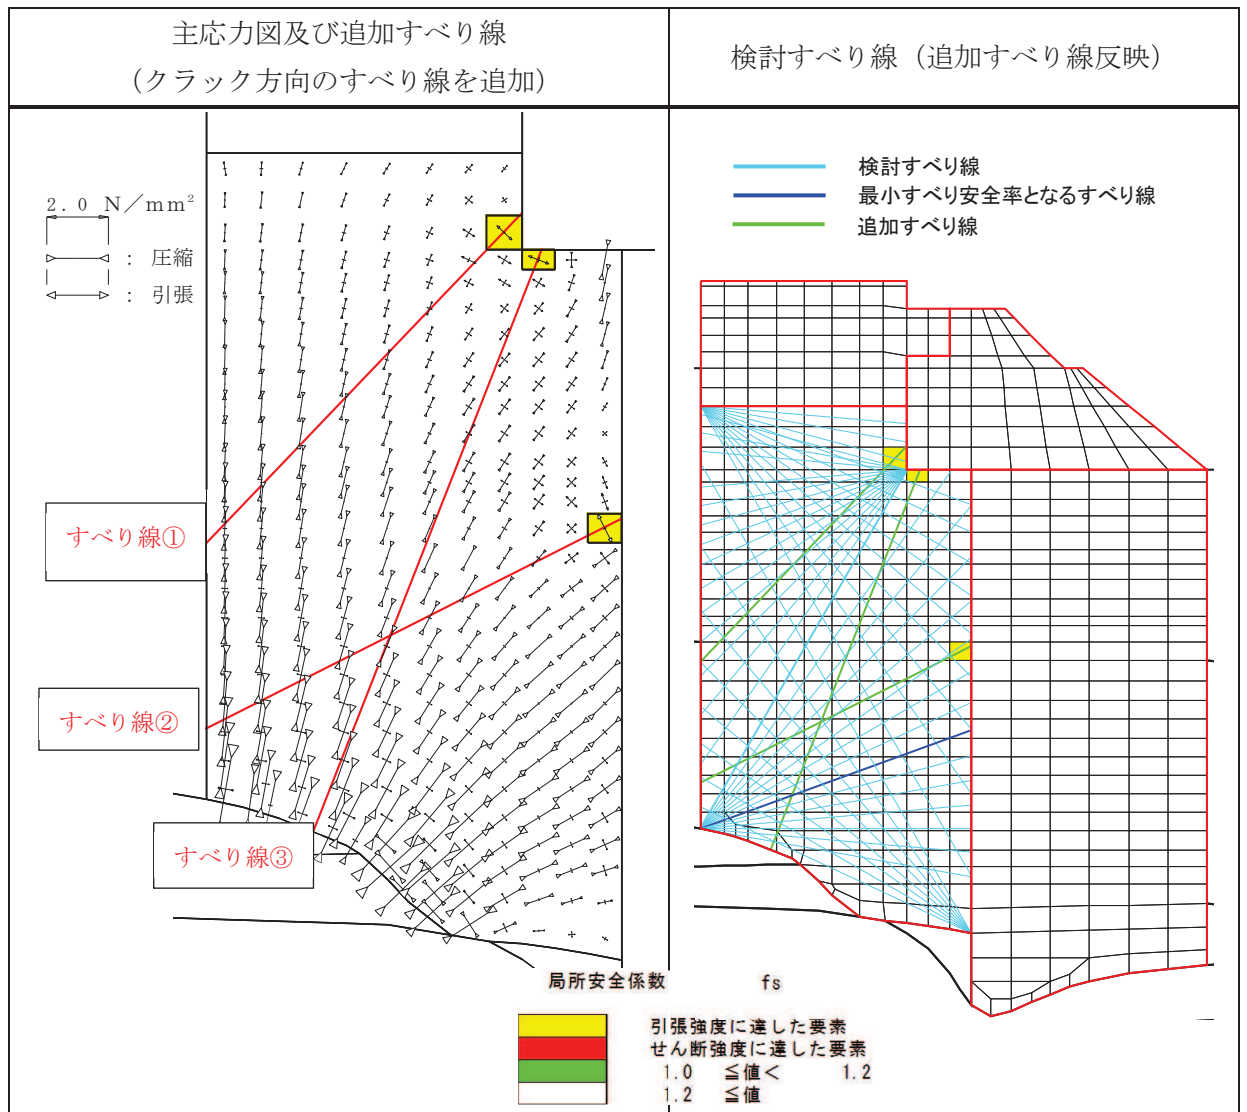 主応力図及び追加すべり線
（クラック方向のすべり線を追加）
検討すべり線（追加すべり線反映）
2.0 N／mm²
： 圧縮
： 引張
すべり線①
すべり線②
すべり線③
検討すべり線
最小すべり安全率となるすべり線
追加すべり線
局所安全係数 fs
引張強度に達した要素
せん断強度に達した要素
1.0 ≦値＜ 1.2
1.2 ≦値